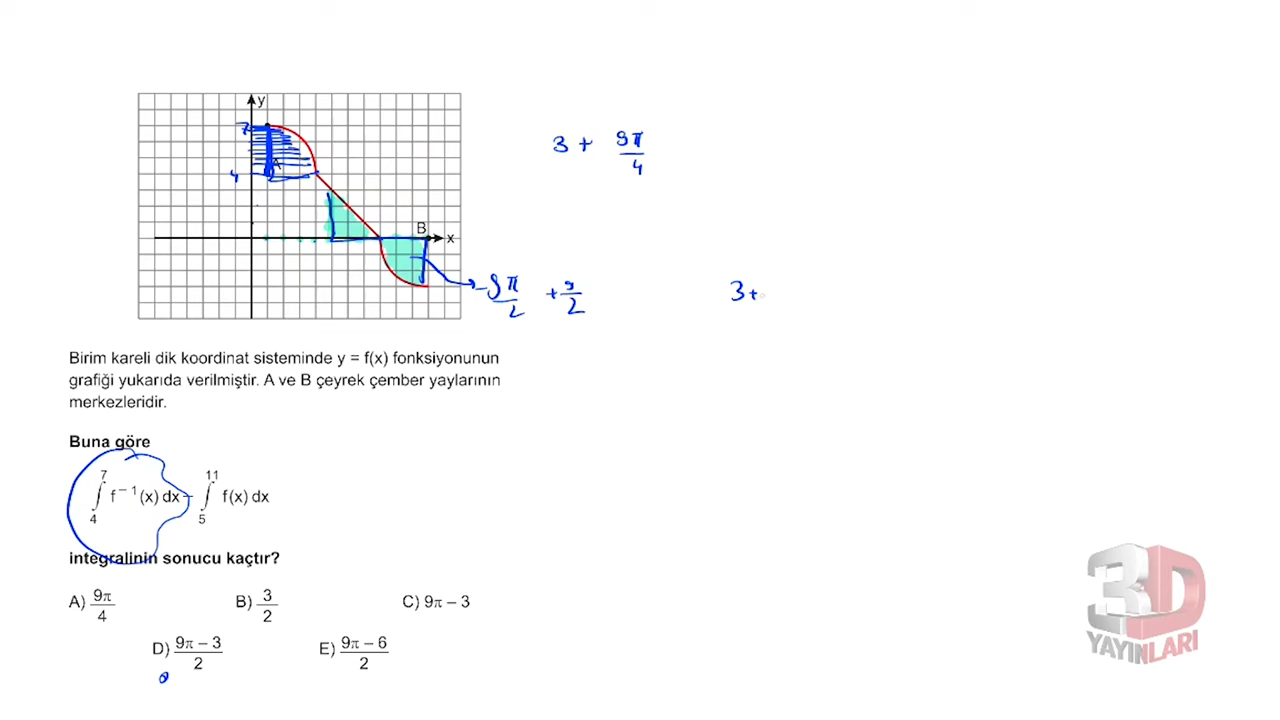 y
7
A
4
B
x
3 + 9π/4
-9π/2 + 9/2
3+
Birim kareli dik koordinat sisteminde y = f(x) fonksiyonunun
grafiği yukarıda verilmiştir. A ve B çeyrek çember yaylarının
merkezleridir.
Buna göre
∫₄⁷ f⁻¹(x) dx – ∫₅¹¹ f(x) dx
integralinin sonucu kaçtır?
A) 9π/4 B) 3/2 C) 9π – 3
D) (9π – 3)/2 E) (9π – 6)/2
3D
YAYINLARI